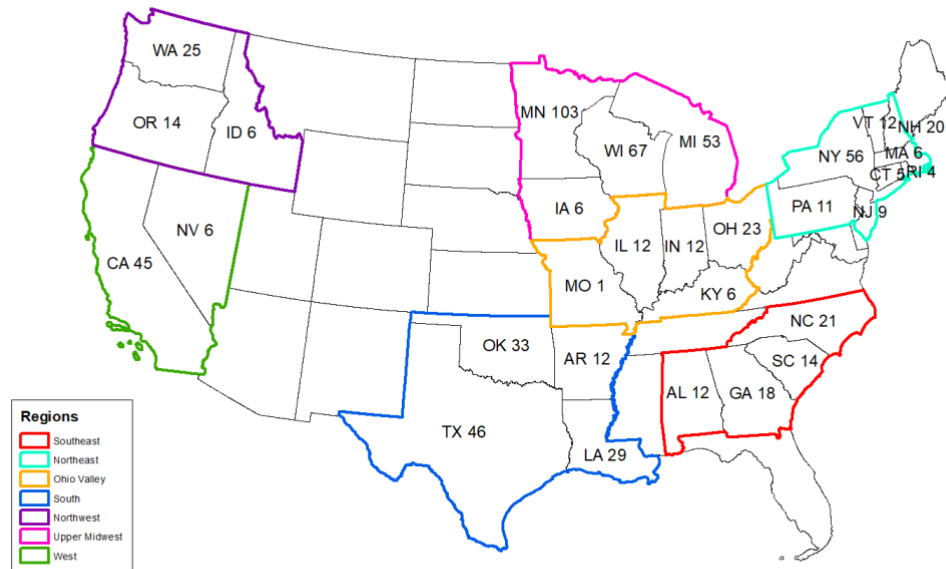 WA 25
OR 14
ID 6
MN 103
WI 67
MI 53
VT 12
NH 20
NY 56
MA 6
CT 5
RI 4
IA 6
PA 11
NJ 9
NV 6
CA 45
IL 12
IN 12
OH 23
MO 1
KY 6
NC 21
OK 33
AR 12
SC 14
AL 12
GA 18
TX 46
LA 29
Regions
Southeast
Northeast
Ohio Valley
South
Northwest
Upper Midwest
West